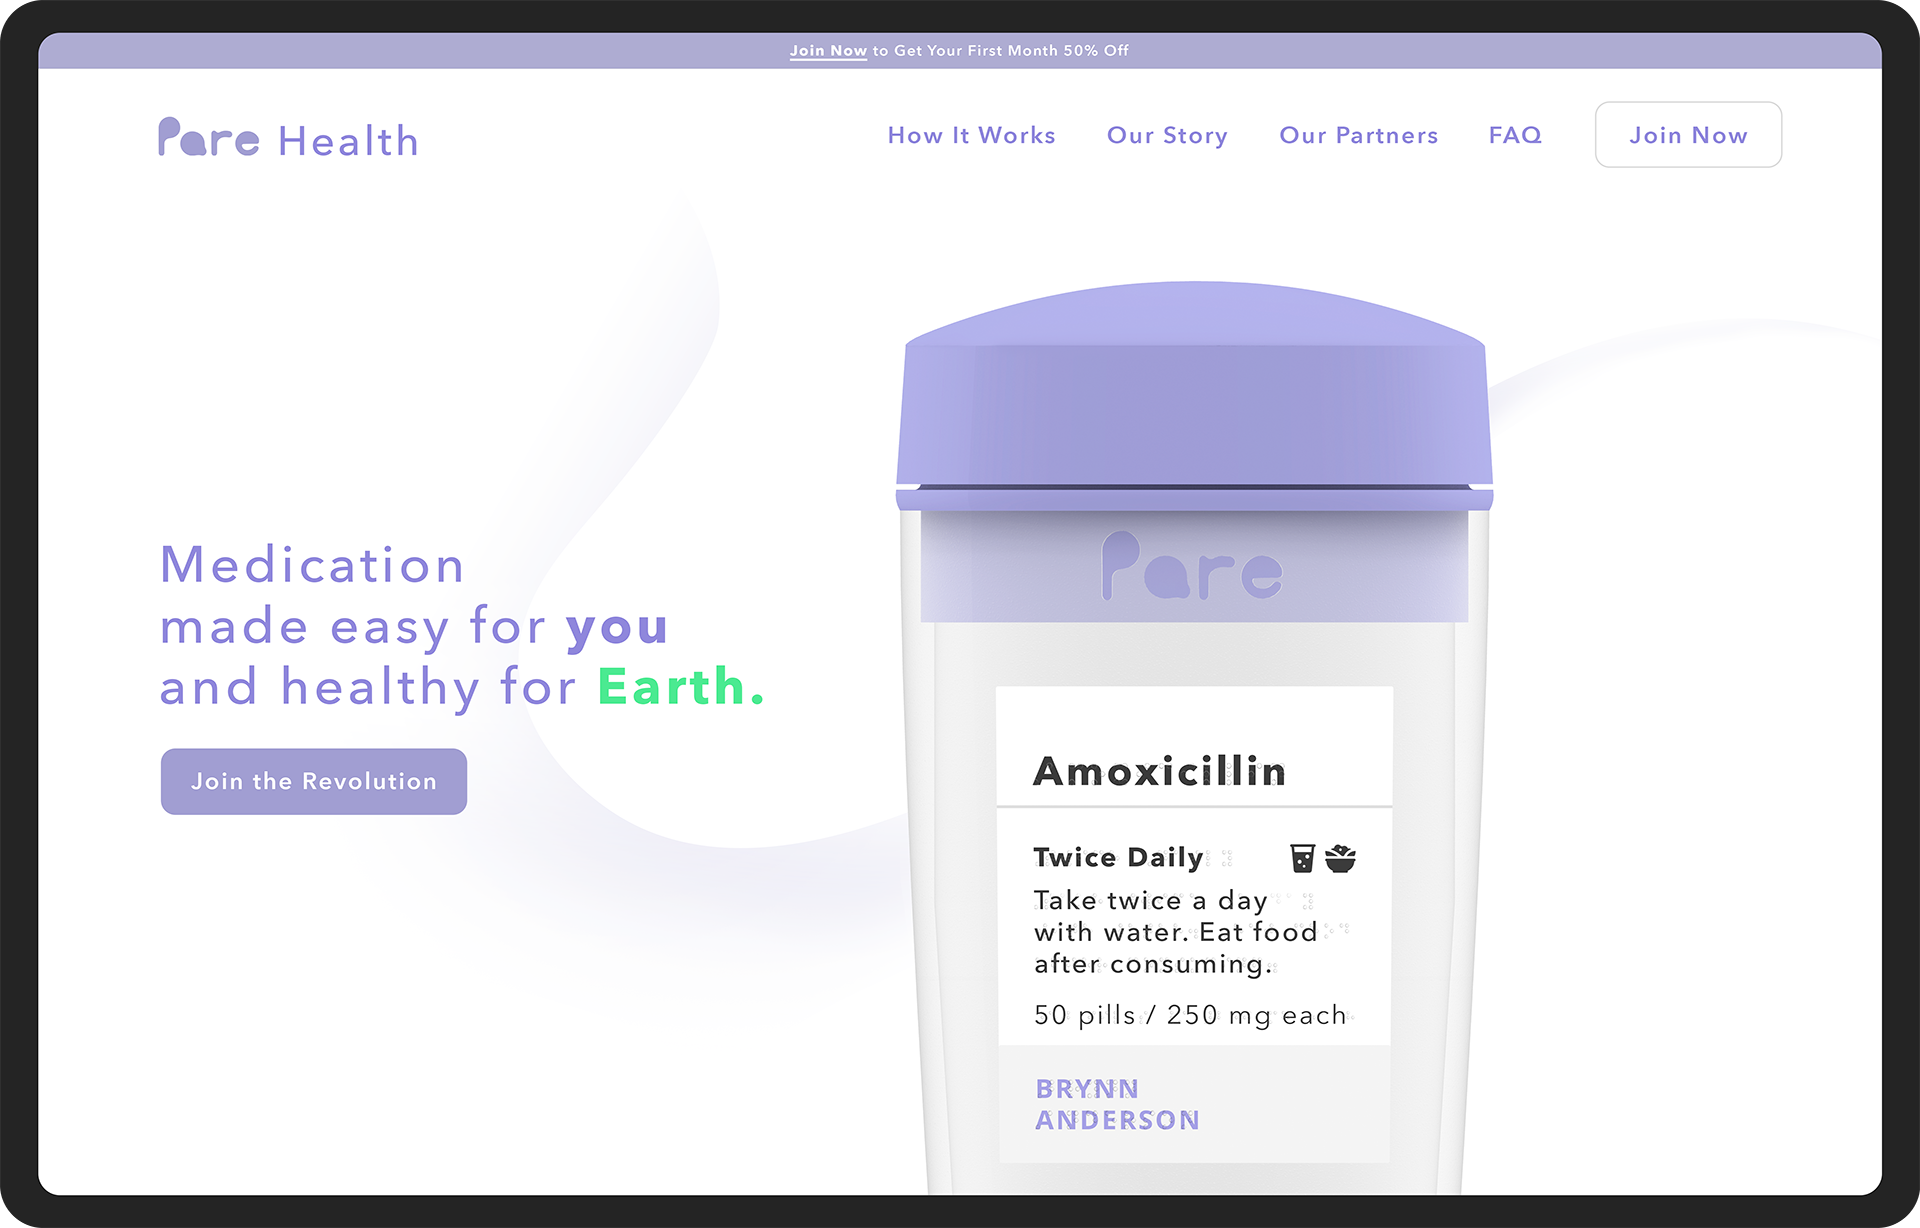 Join Now to Get Your First Month 50% Off
Pare Health
How It Works
Our Story
Our Partners
FAQ
Join Now
Medication
made easy for you
and healthy for Earth.
Join the Revolution
Pare
Amoxicillin
Twice Daily
Take twice a day
with water. Eat food
after consuming.
50 pills / 250 mg each
BRYNN
ANDERSON